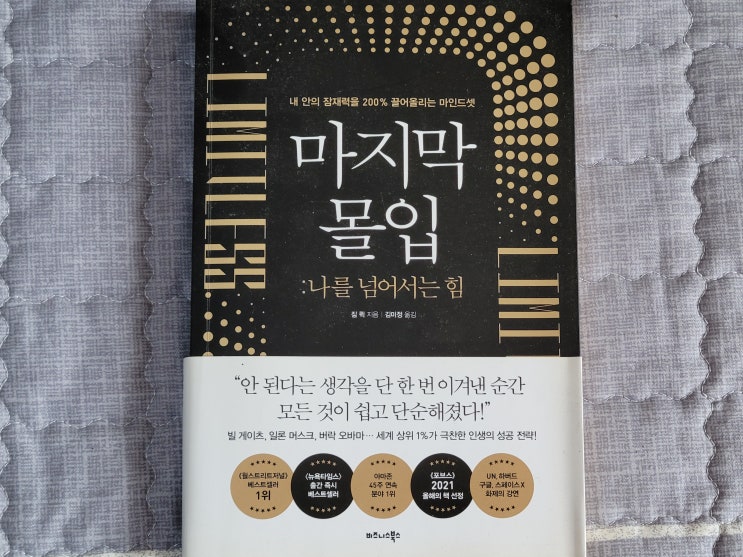 내 안의 잠재력을 200% 끌어올리는 마인드셋
LIMITLESS
마지막
몰입
:나를 넘어서는 힘
LIMI
짐 퀵 지음 | 김미정 옮김
“안 된다는 생각을 단 한 번 이겨낸 순간
모든 것이 쉽고 단순해졌다!”
빌 게이츠, 일론 머스크, 버락 오바마… 세계 상위 1%가 극찬한 인생의 성공 전략!
《월스트리트저널》
베스트셀러
1위
《뉴욕타임스》
출간 즉시
베스트셀러
아마존
45주 연속
분야 1위
《포브스》
2021
올해의 책 선정
UN, 하버드
구글, 스페이스X
화제의 강연
비즈니스북스